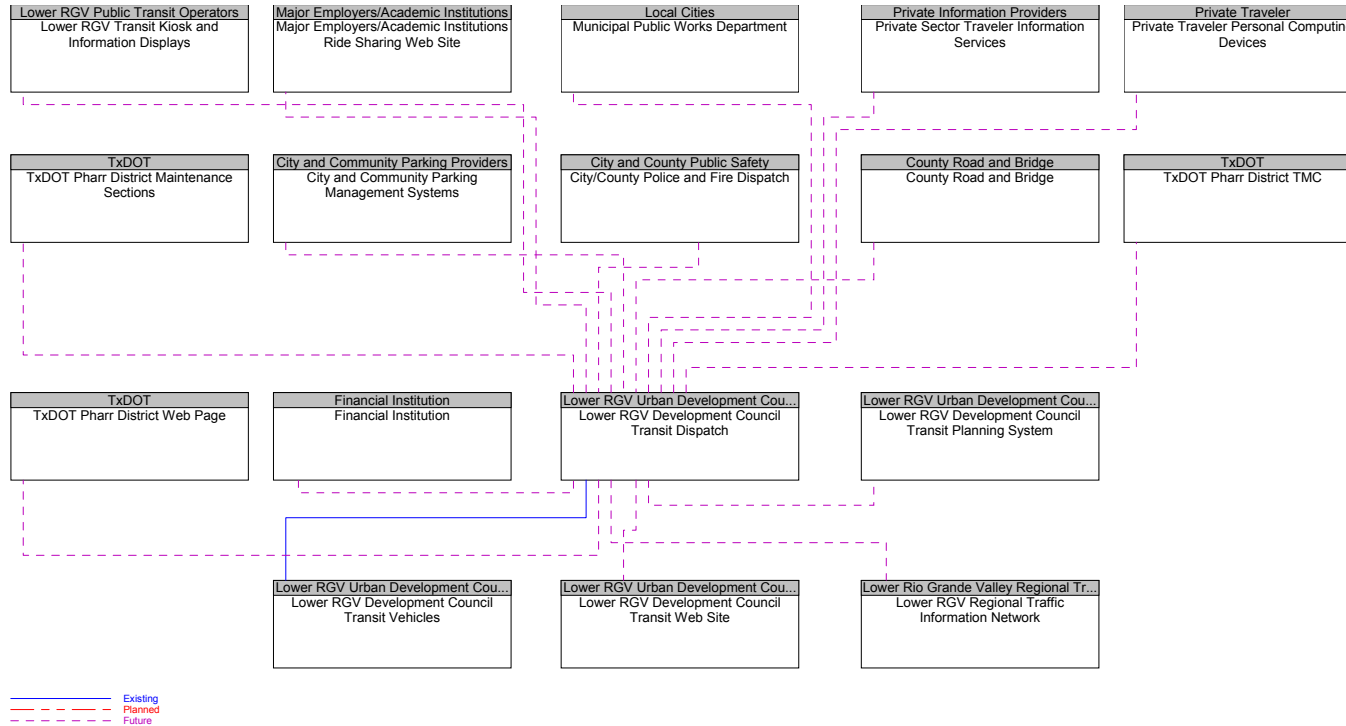 Lower RGV Public Transit Operators
Lower RGV Transit Kiosk and
Information Displays
Major Employers/Academic Institutions
Major Employers/Academic Institutions
Ride Sharing Web Site
Local Cities
Municipal Public Works Department
Private Information Providers
Private Sector Traveler Information
Services
Private Traveler
Private Traveler Personal Computin
Devices
TxDOT
TxDOT Pharr District Maintenance
Sections
City and Community Parking Providers
City and Community Parking
Management Systems
City and County Public Safety
City/County Police and Fire Dispatch
County Road and Bridge
County Road and Bridge
TxDOT
TxDOT Pharr District TMC
TxDOT
TxDOT Pharr District Web Page
Financial Institution
Financial Institution
Lower RGV Urban Development Cou...
Lower RGV Development Council
Transit Dispatch
Lower RGV Urban Development Cou...
Lower RGV Development Council
Transit Planning System
Lower RGV Urban Development Cou...
Lower RGV Development Council
Transit Vehicles
Lower RGV Urban Development Cou...
Lower RGV Development Council
Transit Web Site
Lower Rio Grande Valley Regional Tr...
Lower RGV Regional Traffic
Information Network
Existing
Planned
Future